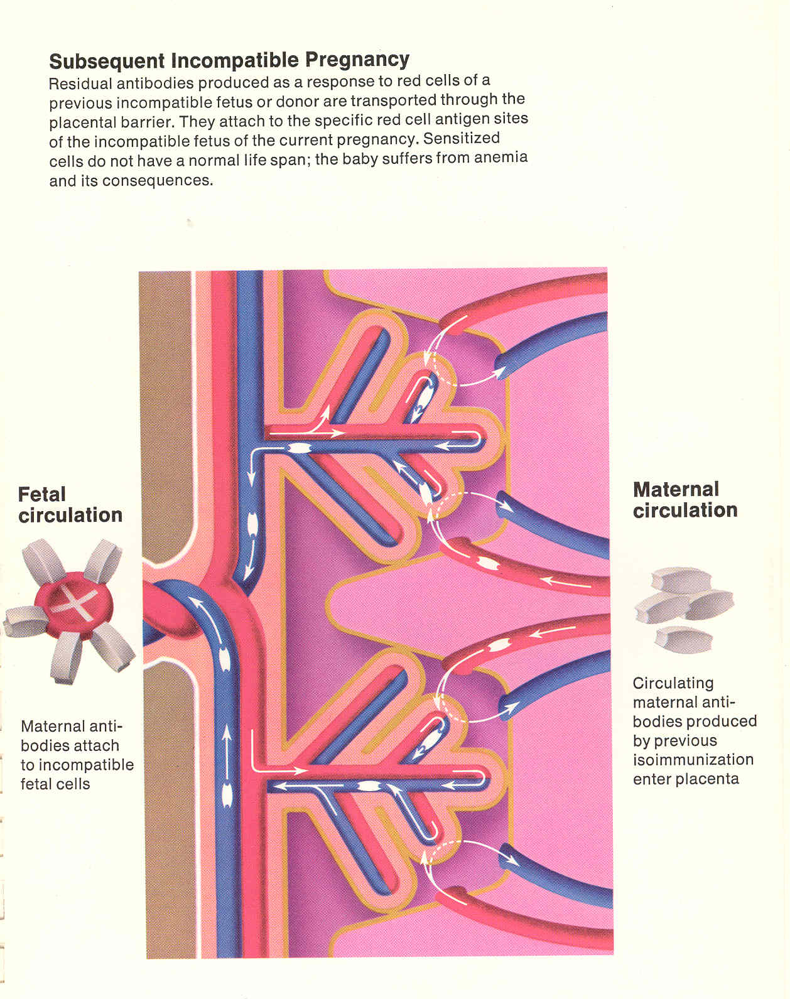 Subsequent Incompatible Pregnancy
Residual antibodies produced as a response to red cells of a
previous incompatible fetus or donor are transported through the
placental barrier. They attach to the specific red cell antigen sites
of the incompatible fetus of the current pregnancy. Sensitized
cells do not have a normal life span; the baby suffers from anemia
and its consequences.
Fetal
circulation
Maternal anti-
bodies attach
to incompatible
fetal cells
Maternal
circulation
Circulating
maternal anti-
bodies produced
by previous
isoimmunization
enter placenta